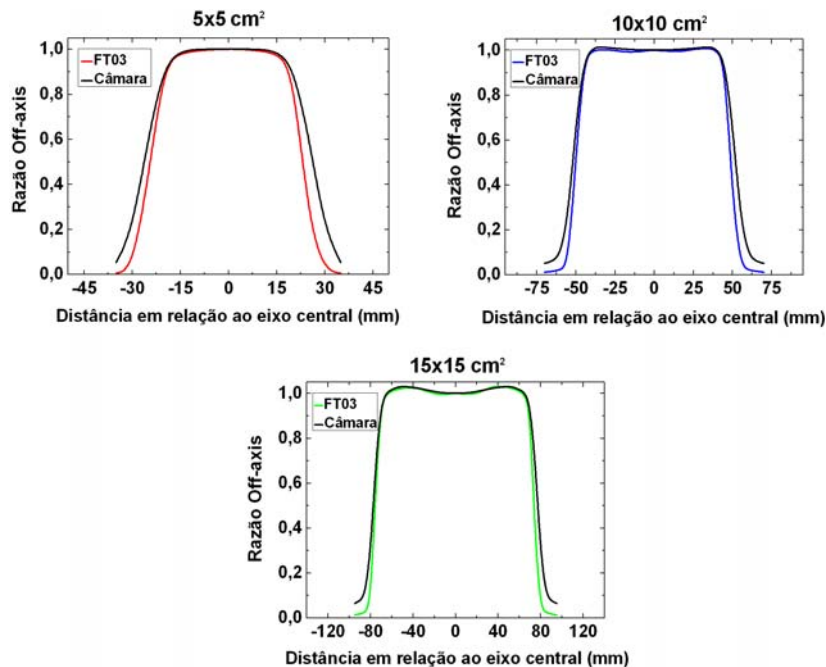 5x5 cm²
1,0
0,8
0,6
0,4
0,2
0,0
Razão Off-axis
FT03
Câmara
-45 -30 -15 0 15 30 45
Distância em relação ao eixo central (mm)
10x10 cm²
1,0
0,8
0,6
0,4
0,2
0,0
Razão Off-axis
FT03
Câmara
-75 -50 -25 0 25 50 75
Distância em relação ao eixo central (mm)
15x15 cm²
1,0
0,8
0,6
0,4
0,2
0,0
Razão Off-axis
FT03
Câmara
-120 -80 -40 0 40 80 120
Distância em relação ao eixo central (mm)